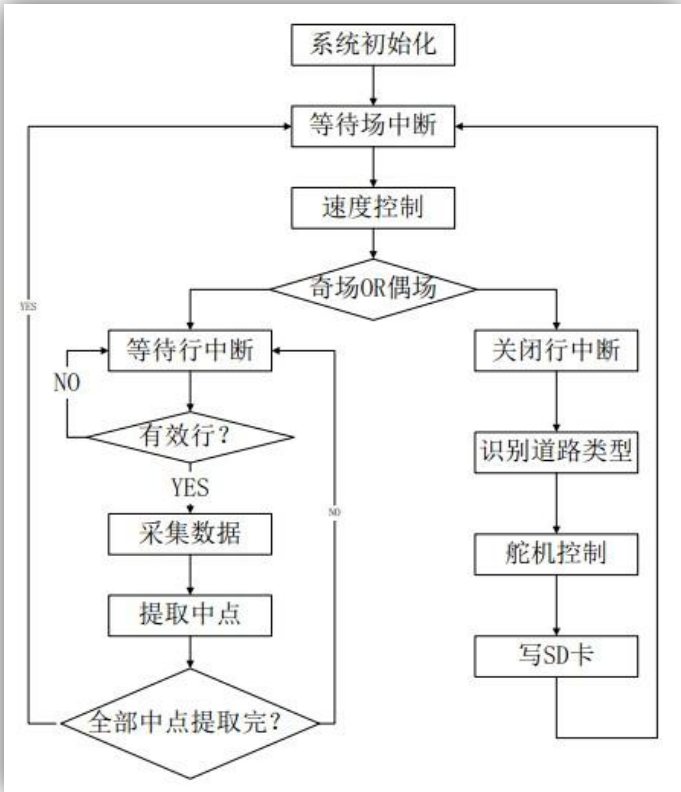 系统初始化
等待场中断
速度控制
奇场OR偶场
YES
等待行中断
关闭行中断
NO
有效行?
识别道路类型
YES
NO
采集数据
舵机控制
提取中点
写SD卡
全部中点提取完?